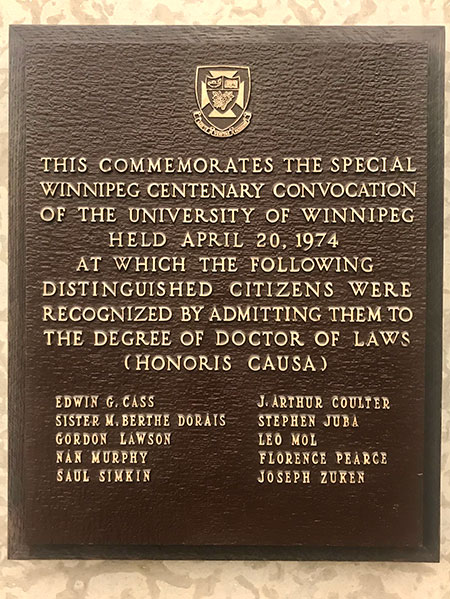 THIS COMMEMORATES THE SPECIAL
WINNIPEG CENTENARY CONVOCATION
OF THE UNIVERSITY OF WINNIPEG
HELD APRIL 20, 1974
AT WHICH THE FOLLOWING
DISTINGUISHED CITIZENS WERE
RECOGNIZED BY ADMITTING THEM TO
THE DEGREE OF DOCTOR OF LAWS
(HONORIS CAUSA)
EDWIN G. CASS
SISTER M. BERTHE DORAIS
GORDON LAWSON
NAN MURPHY
SAUL SIMKIN
J. ARTHUR COULTER
STEPHEN JUBA
LEO MOL
FLORENCE PEARCE
JOSEPH ZUKEN